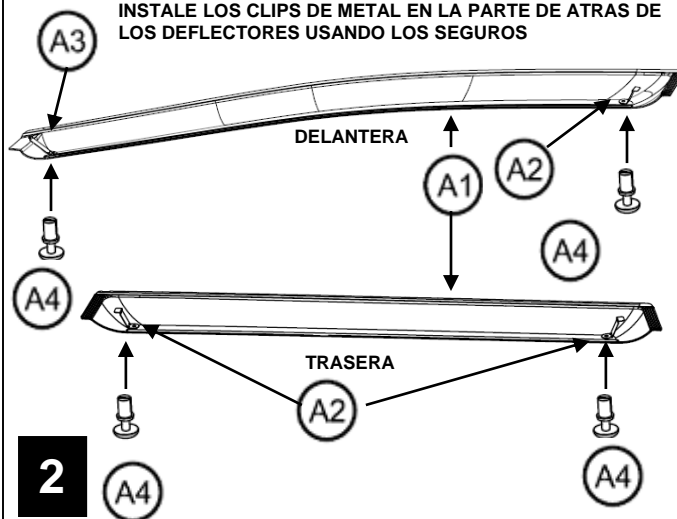 INSTALE LOS CLIPS DE METAL EN LA PARTE DE ATRAS DE
LOS DEFLECTORES USANDO LOS SEGUROS
A3
DELANTERA
A2
A1
A4
A4
TRASERA
A2
2
A4
A4